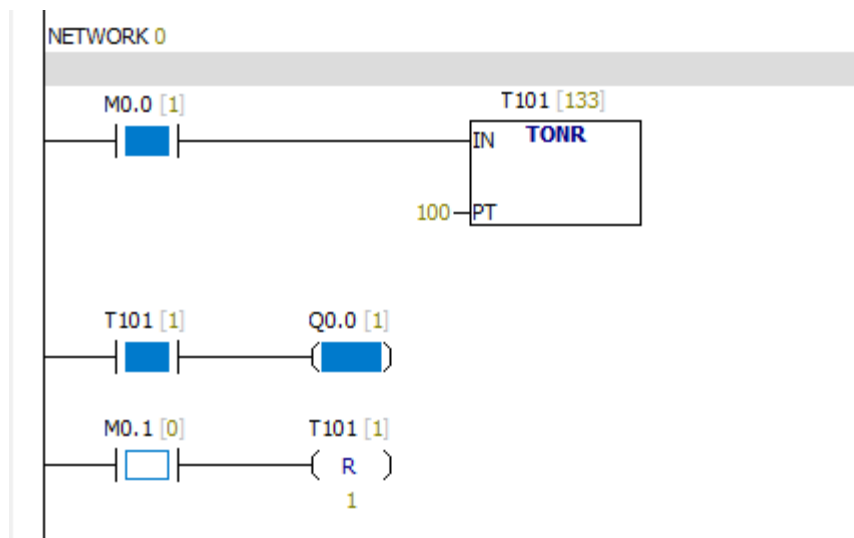 NETWORK 0
M0.0 [1] T101 [133]
IN TONR
100 PT
T101 [1] Q0.0 [1]
M0.1 [0] T101 [1]
R
1